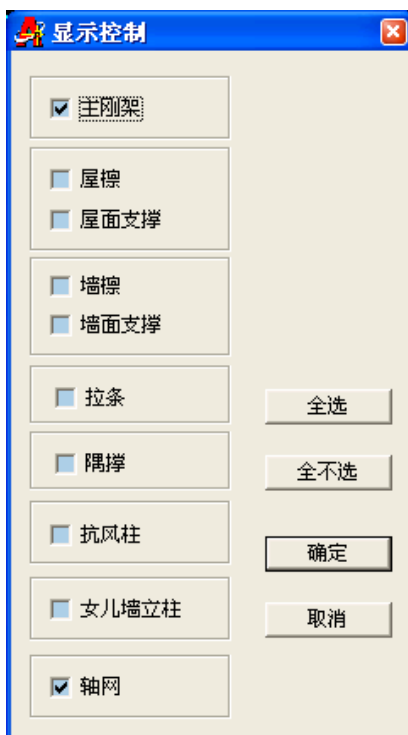 显示控制
主刚架
屋檩
屋面支撑
墙檩
墙面支撑
拉条
隅撑
抗风柱
女儿墙立柱
轴网
全选
全不选
确定
取消